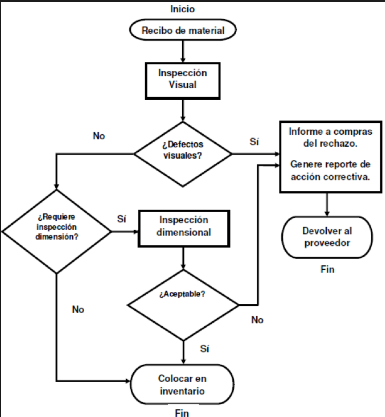 Inicio
Recibo de material
Inspección
Visual
No
¿Defectos
visuales?
Sí
Informe a compras
del rechazo.
Genere reporte de
acción correctiva.
¿Requiere
inspección
dimensión?
Sí
Inspección
dimensional
Devolver al
proveedor
Fin
¿Aceptable?
No
No
Sí
Colocar en
inventario
Fin